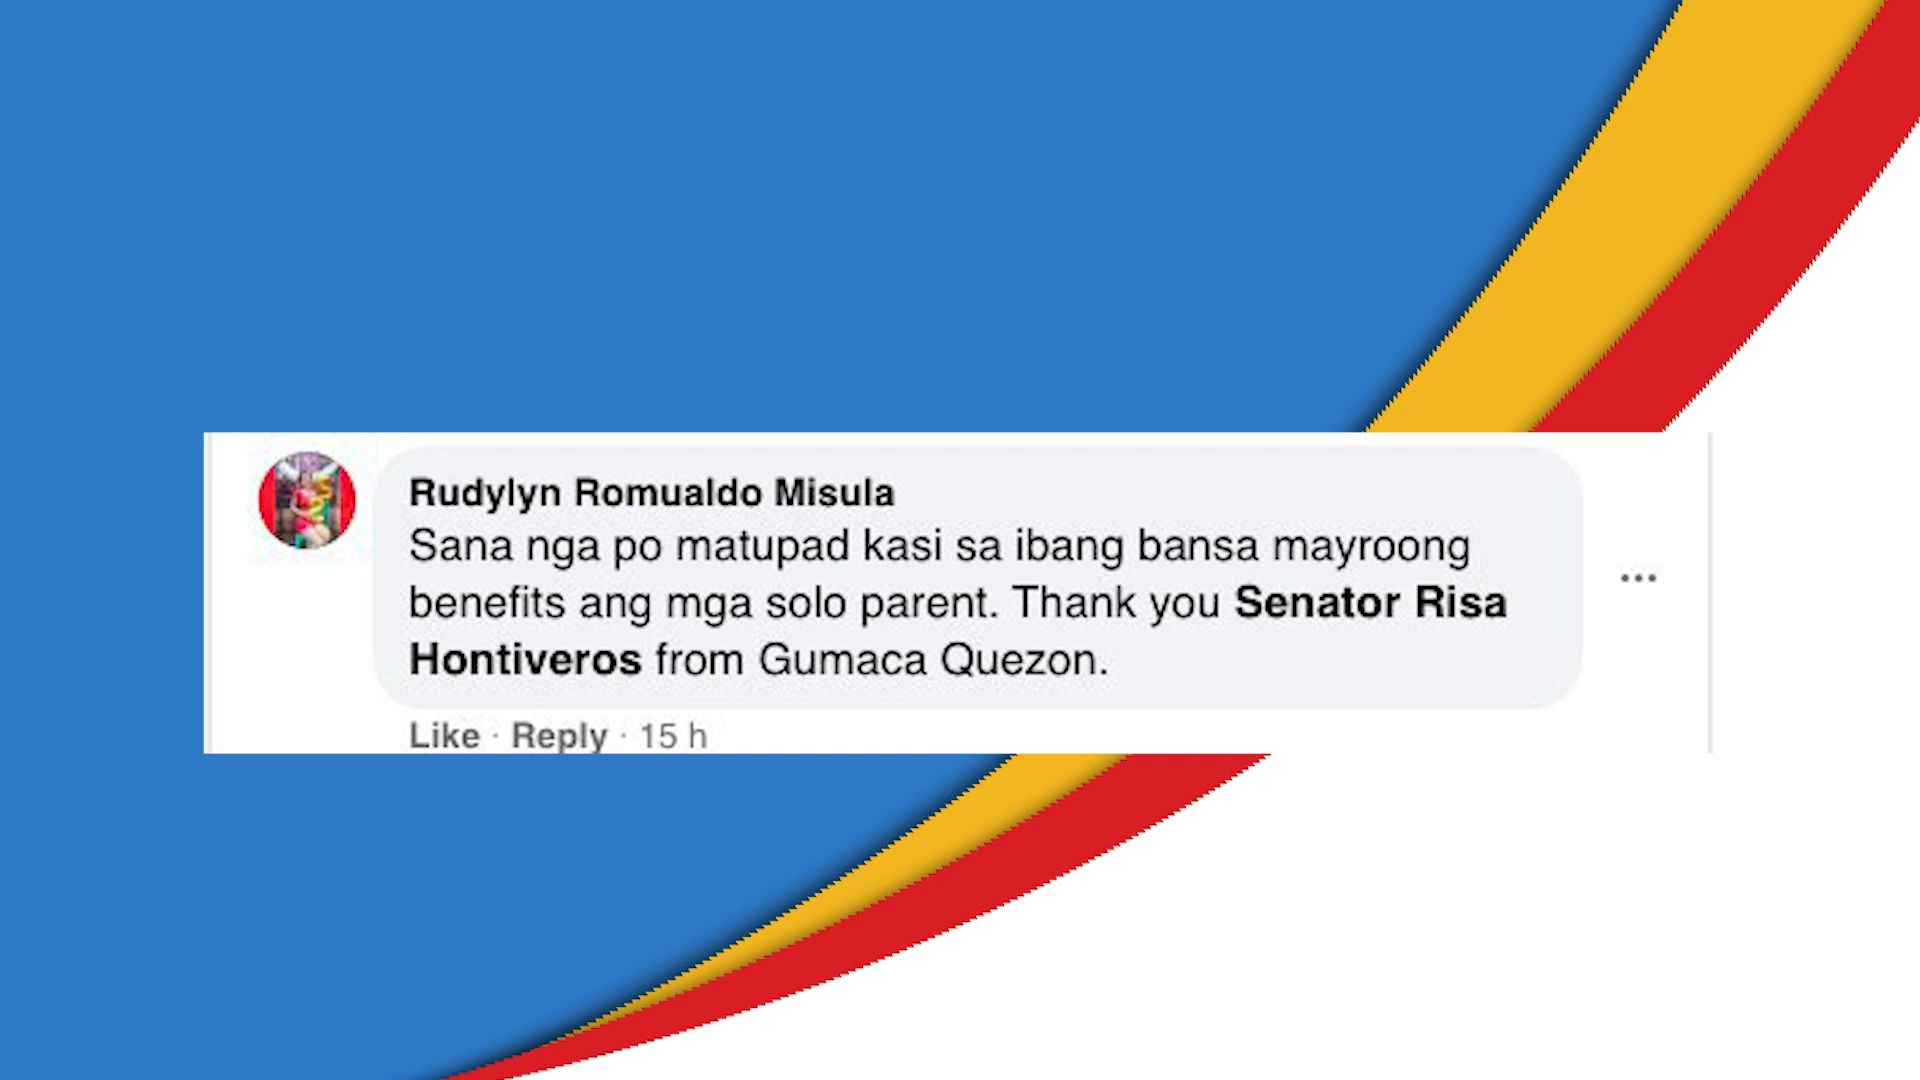 Rudylyn Romualdo Misula
Sana nga po matupad kasi sa ibang bansa mayroong
benefits ang mga solo parent. Thank you Senator Risa
Hontiveros from Gumaca Quezon.
Like · Reply · 15 h